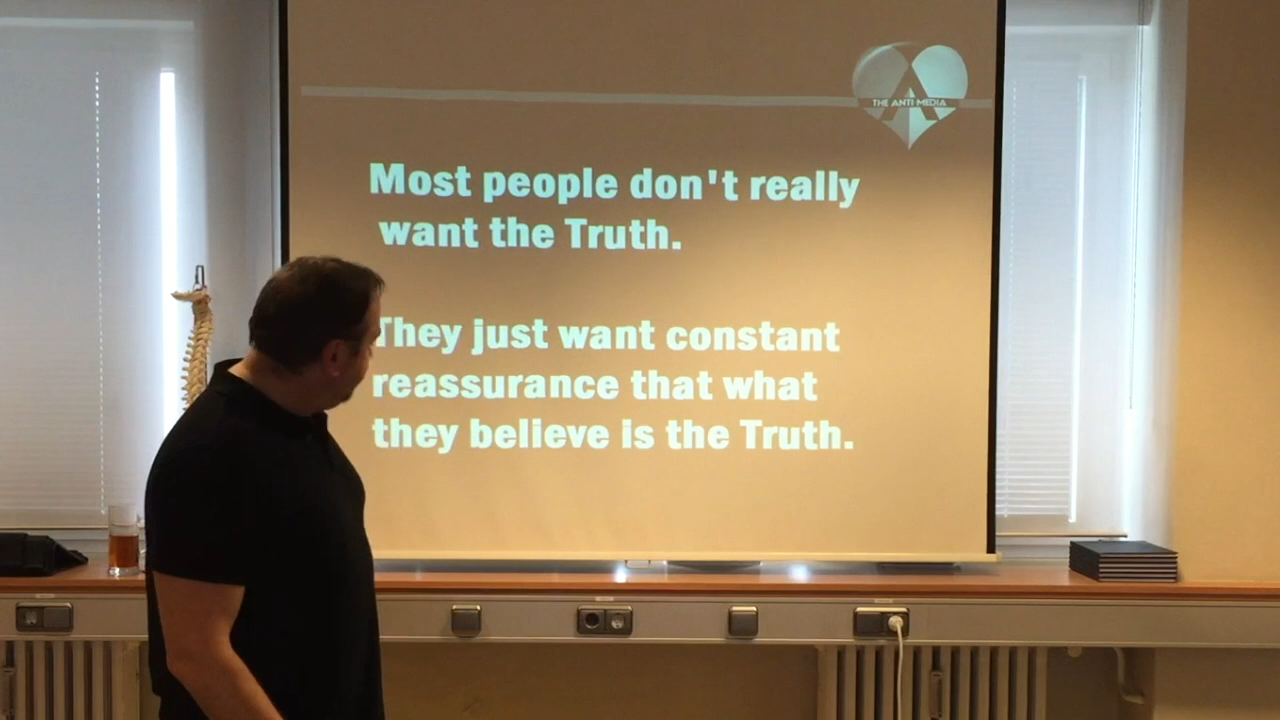 THE ANTI MEDIA
Most people don't really
want the Truth.
They just want constant
reassurance that what
they believe is the Truth.